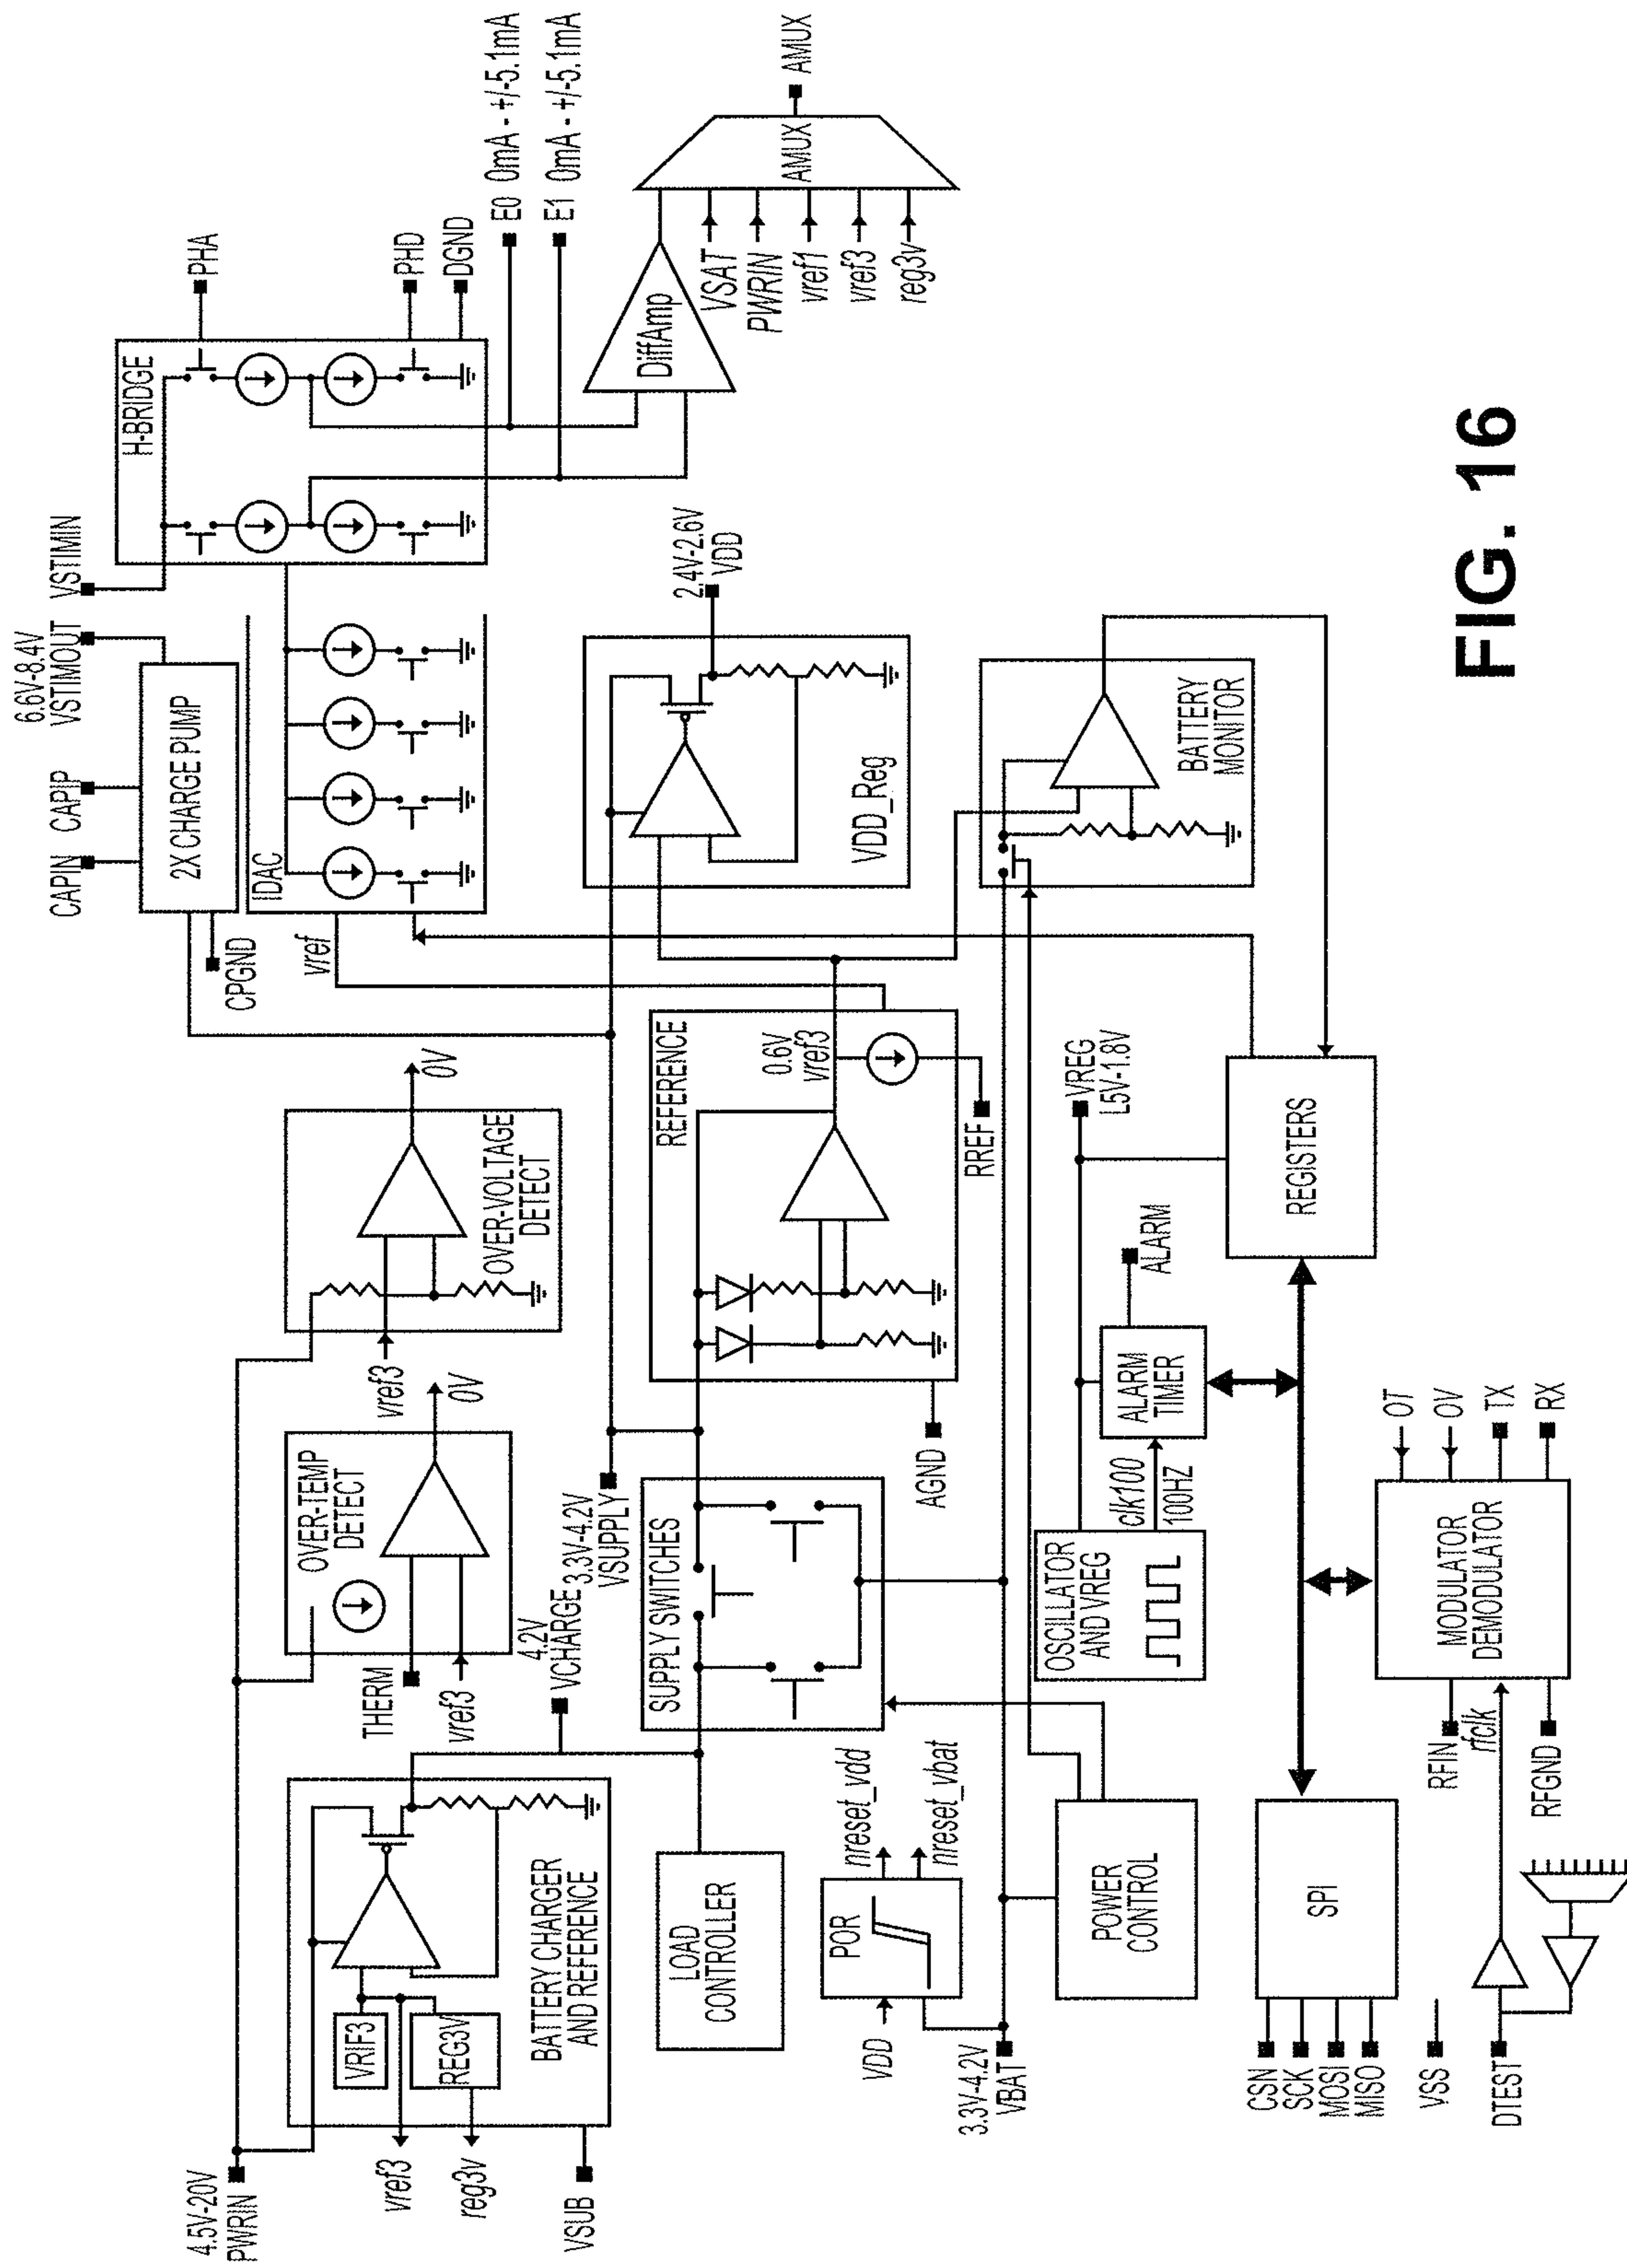 4.5V-20V
PWRIN
vref3
reg3v
VSUB
VRIF3
REG3V
BATTERY CHARGER
AND REFERENCE
THERM
vref3
OVER-TEMP
DETECT
0V
vref3
OVER-VOLTAGE
DETECT
0V
CPGND
CAPIN
CAPIP
6.6V-8.4V
VSTIMOUT
VSTIMIN
2X CHARGE PUMP
vref
IDAC
H-BRIDGE
PHA
PHD
DGND
E0 0mA - +/-5.1mA
E1 0mA - +/-5.1mA
DiffAmp
VSAT
PWRIN
vref1
vref3
reg3v
AMUX
AMUX
4.2V
VCHARGE
3.3V-4.2V
VSUPPLY
LOAD
CONTROLLER
SUPPLY SWITCHES
REFERENCE
0.6V
vref3
AGND
RREF
2.4V-2.6V
VDD
VDD_Reg
BATTERY
MONITOR
VDD
POR
nreset_vdd
nreset_vbat
3.3V-4.2V
VBAT
POWER
CONTROL
OSCILLATOR
AND VREG
clk100
100HZ
ALARM
TIMER
ALARM
VREG
L5V-1.8V
REGISTERS
CSN
SCK
MOSI
MISO
SPI
VSS
DTEST
RFIN
rfclk
RFGND
MODULATOR
DEMODULATOR
OT
OV
TX
RX
FIG. 16